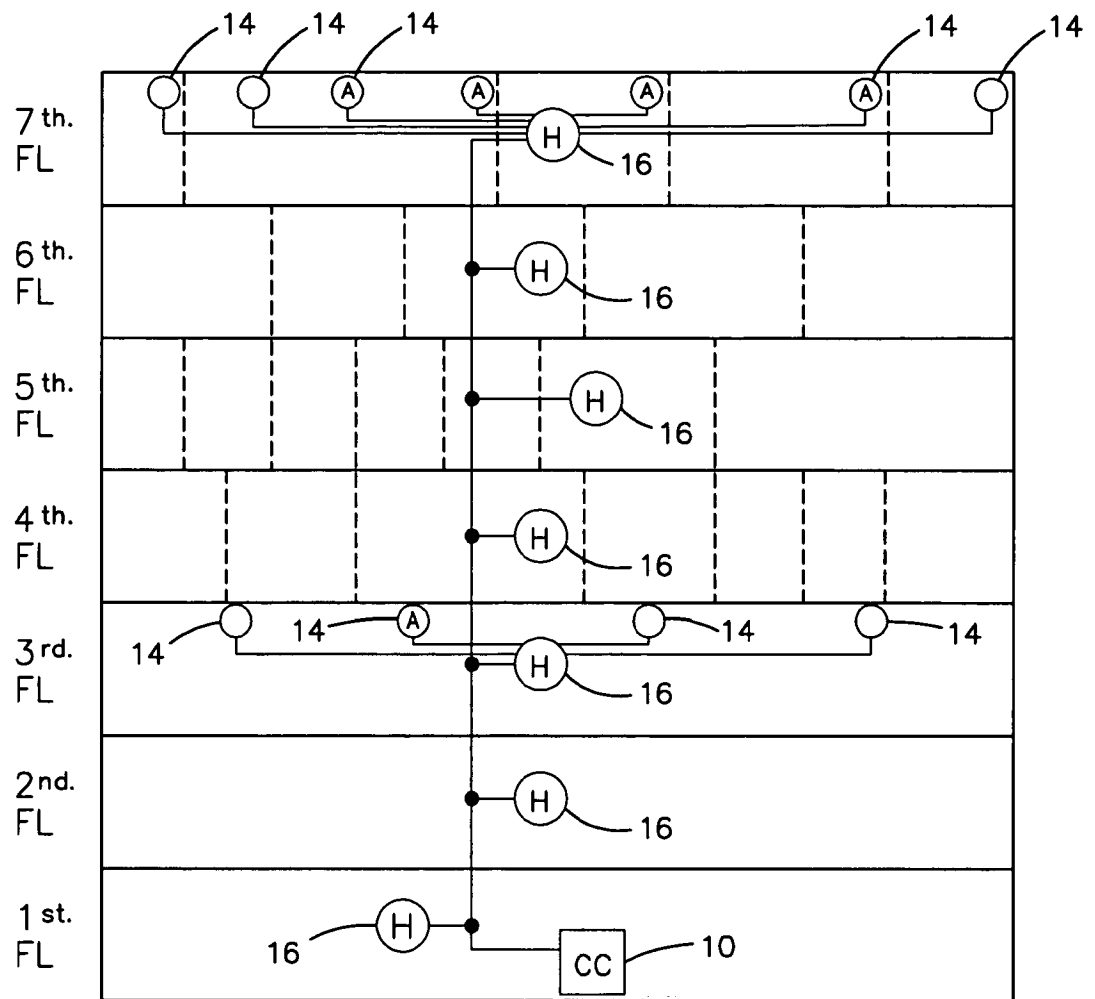 14 14 14 14 14
A A A A
7th. FL
H
16
6th. FL
H
16
5th. FL
H
16
4th. FL
H
16
14 14 A 14 14
3rd. FL
H
16
2nd. FL
H
16
1st. FL
H
16
CC
10